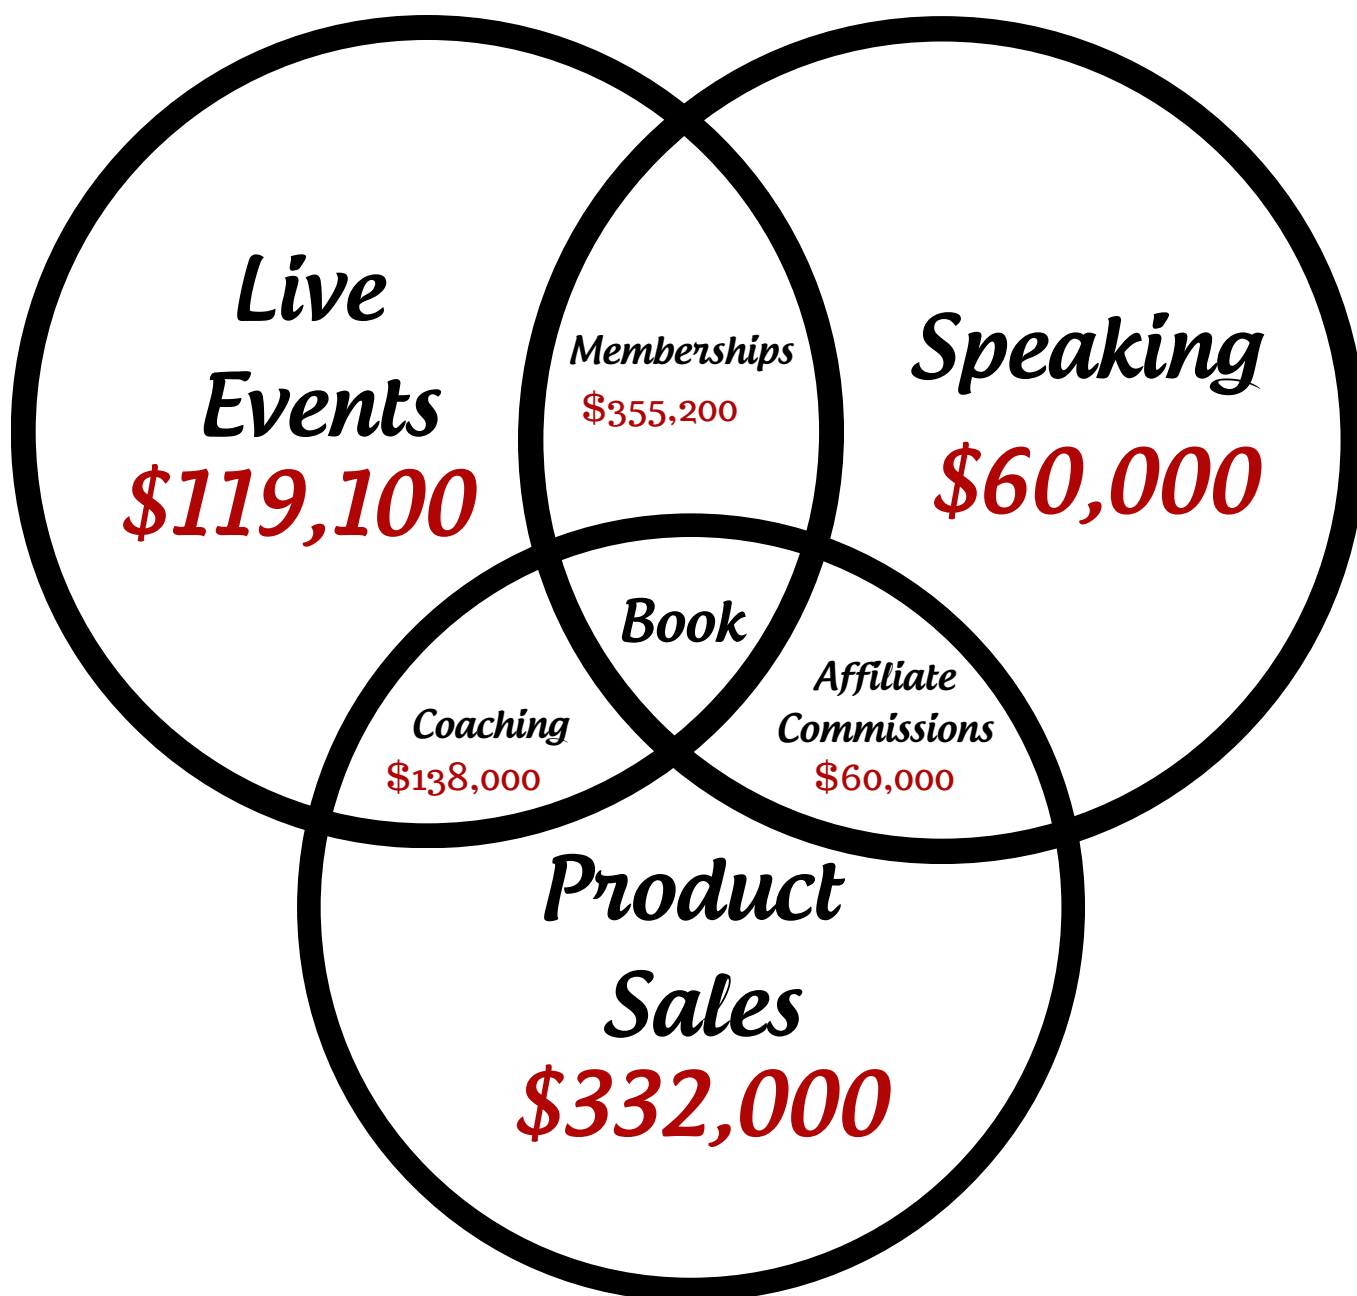 Live
Events
$119,100
Memberships
$355,200
Speaking
$60,000
Book
Coaching
$138,000
Affiliate
Commissions
$60,000
Product
Sales
$332,000